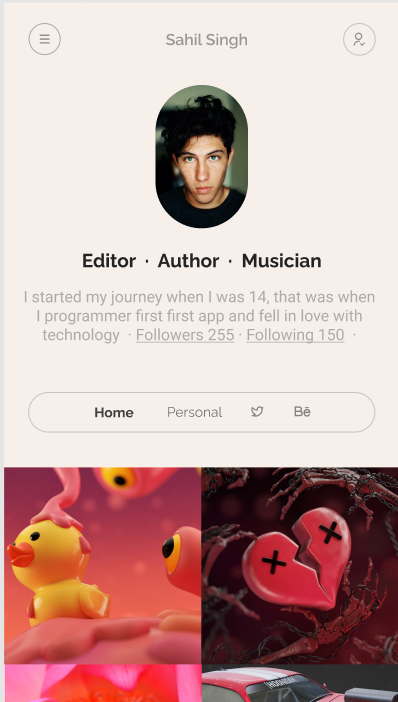 Sahil Singh
Editor · Author · Musician
I started my journey when I was 14, that was when
I programmer first first app and fell in love with
technology · Followers 255 · Following 150 ·
Home Personal Bē
HOONIGAN